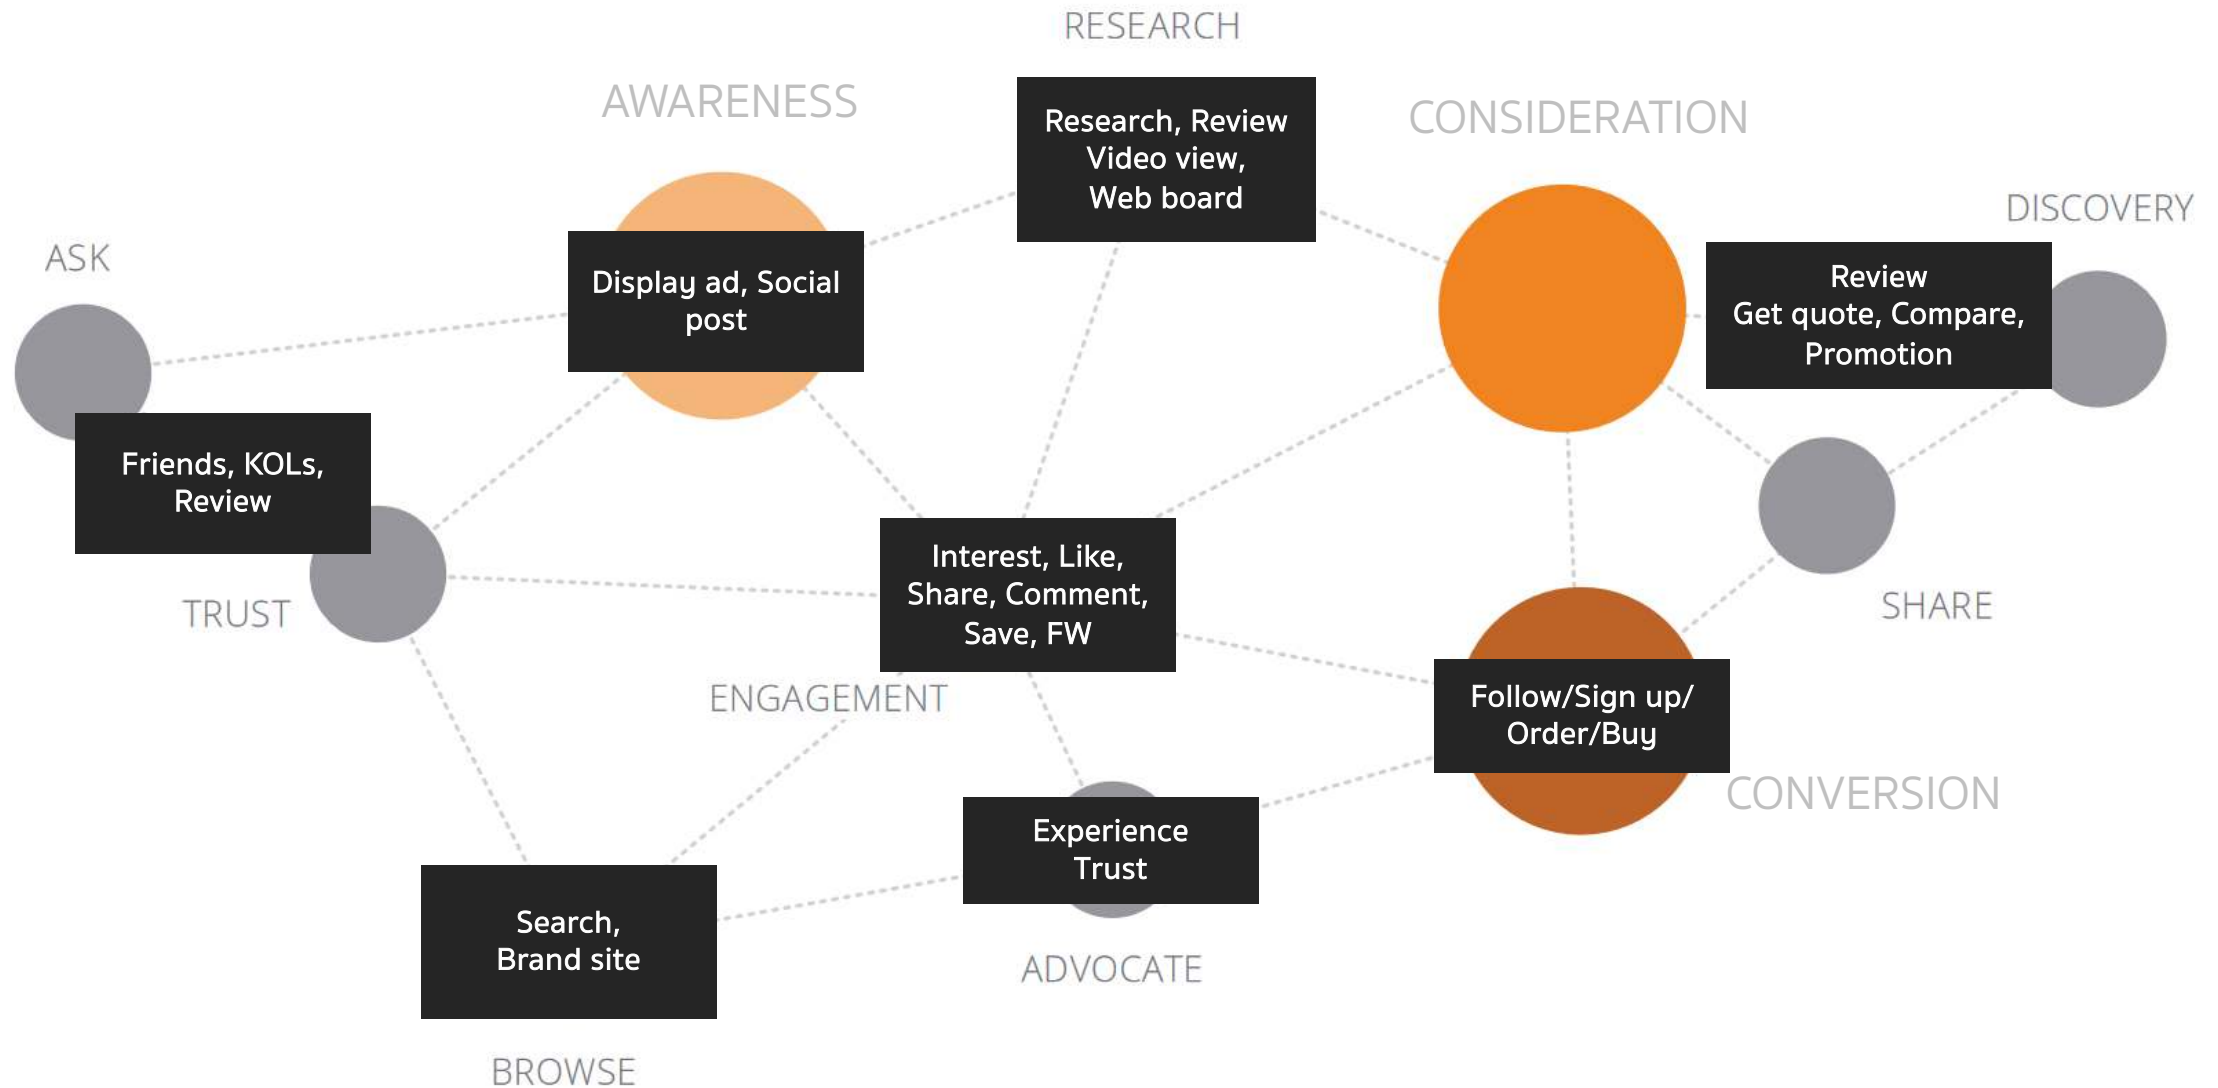 RESEARCH
AWARENESS
Research, Review
Video view,
Web board
CONSIDERATION
DISCOVERY
ASK
Display ad, Social
post
Review
Get quote, Compare,
Promotion
Friends, KOLs,
Review
TRUST
Interest, Like,
Share, Comment,
Save, FW
SHARE
ENGAGEMENT
Follow/Sign up/
Order/Buy
CONVERSION
Experience
Trust
Search,
Brand site
ADVOCATE
BROWSE